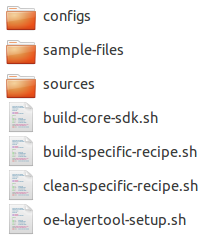 configs
sample-files
sources
build-core-sdk.sh
build-specific-recipe.sh
clean-specific-recipe.sh
oe-layertool-setup.sh